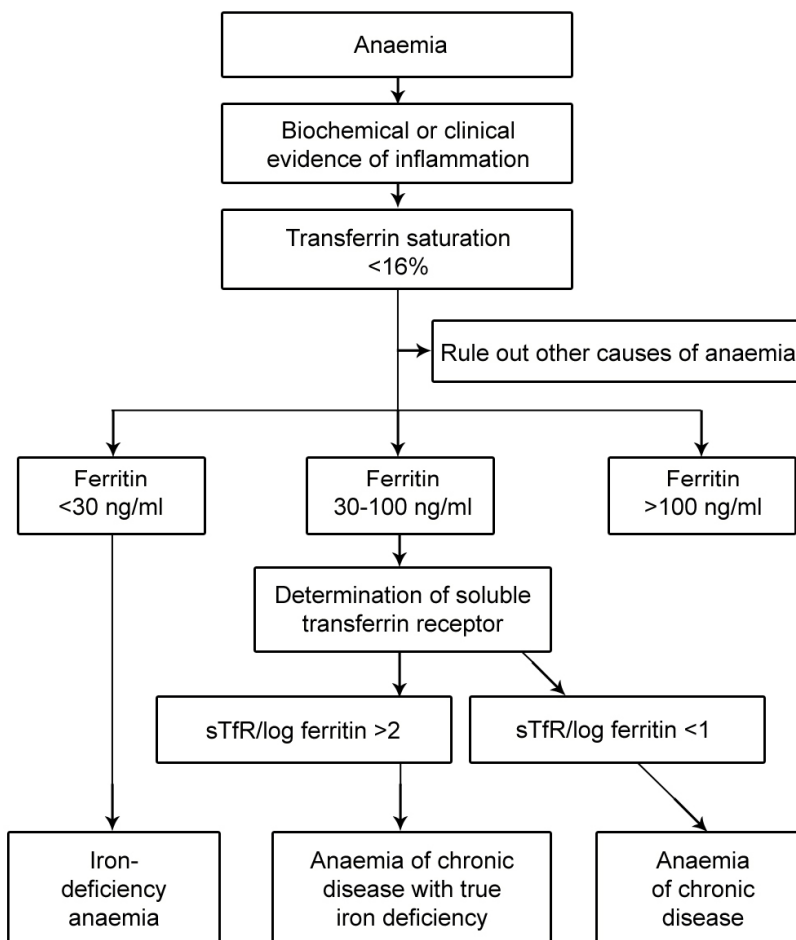 Anaemia
Biochemical or clinical
evidence of inflammation
Transferrin saturation
<16%
Rule out other causes of anaemia
Ferritin
<30 ng/ml
Ferritin
30-100 ng/ml
Ferritin
>100 ng/ml
Determination of soluble
transferrin receptor
sTfR/log ferritin >2
sTfR/log ferritin <1
Iron-
deficiency
anaemia
Anaemia of chronic
disease with true
iron deficiency
Anaemia
of chronic
disease